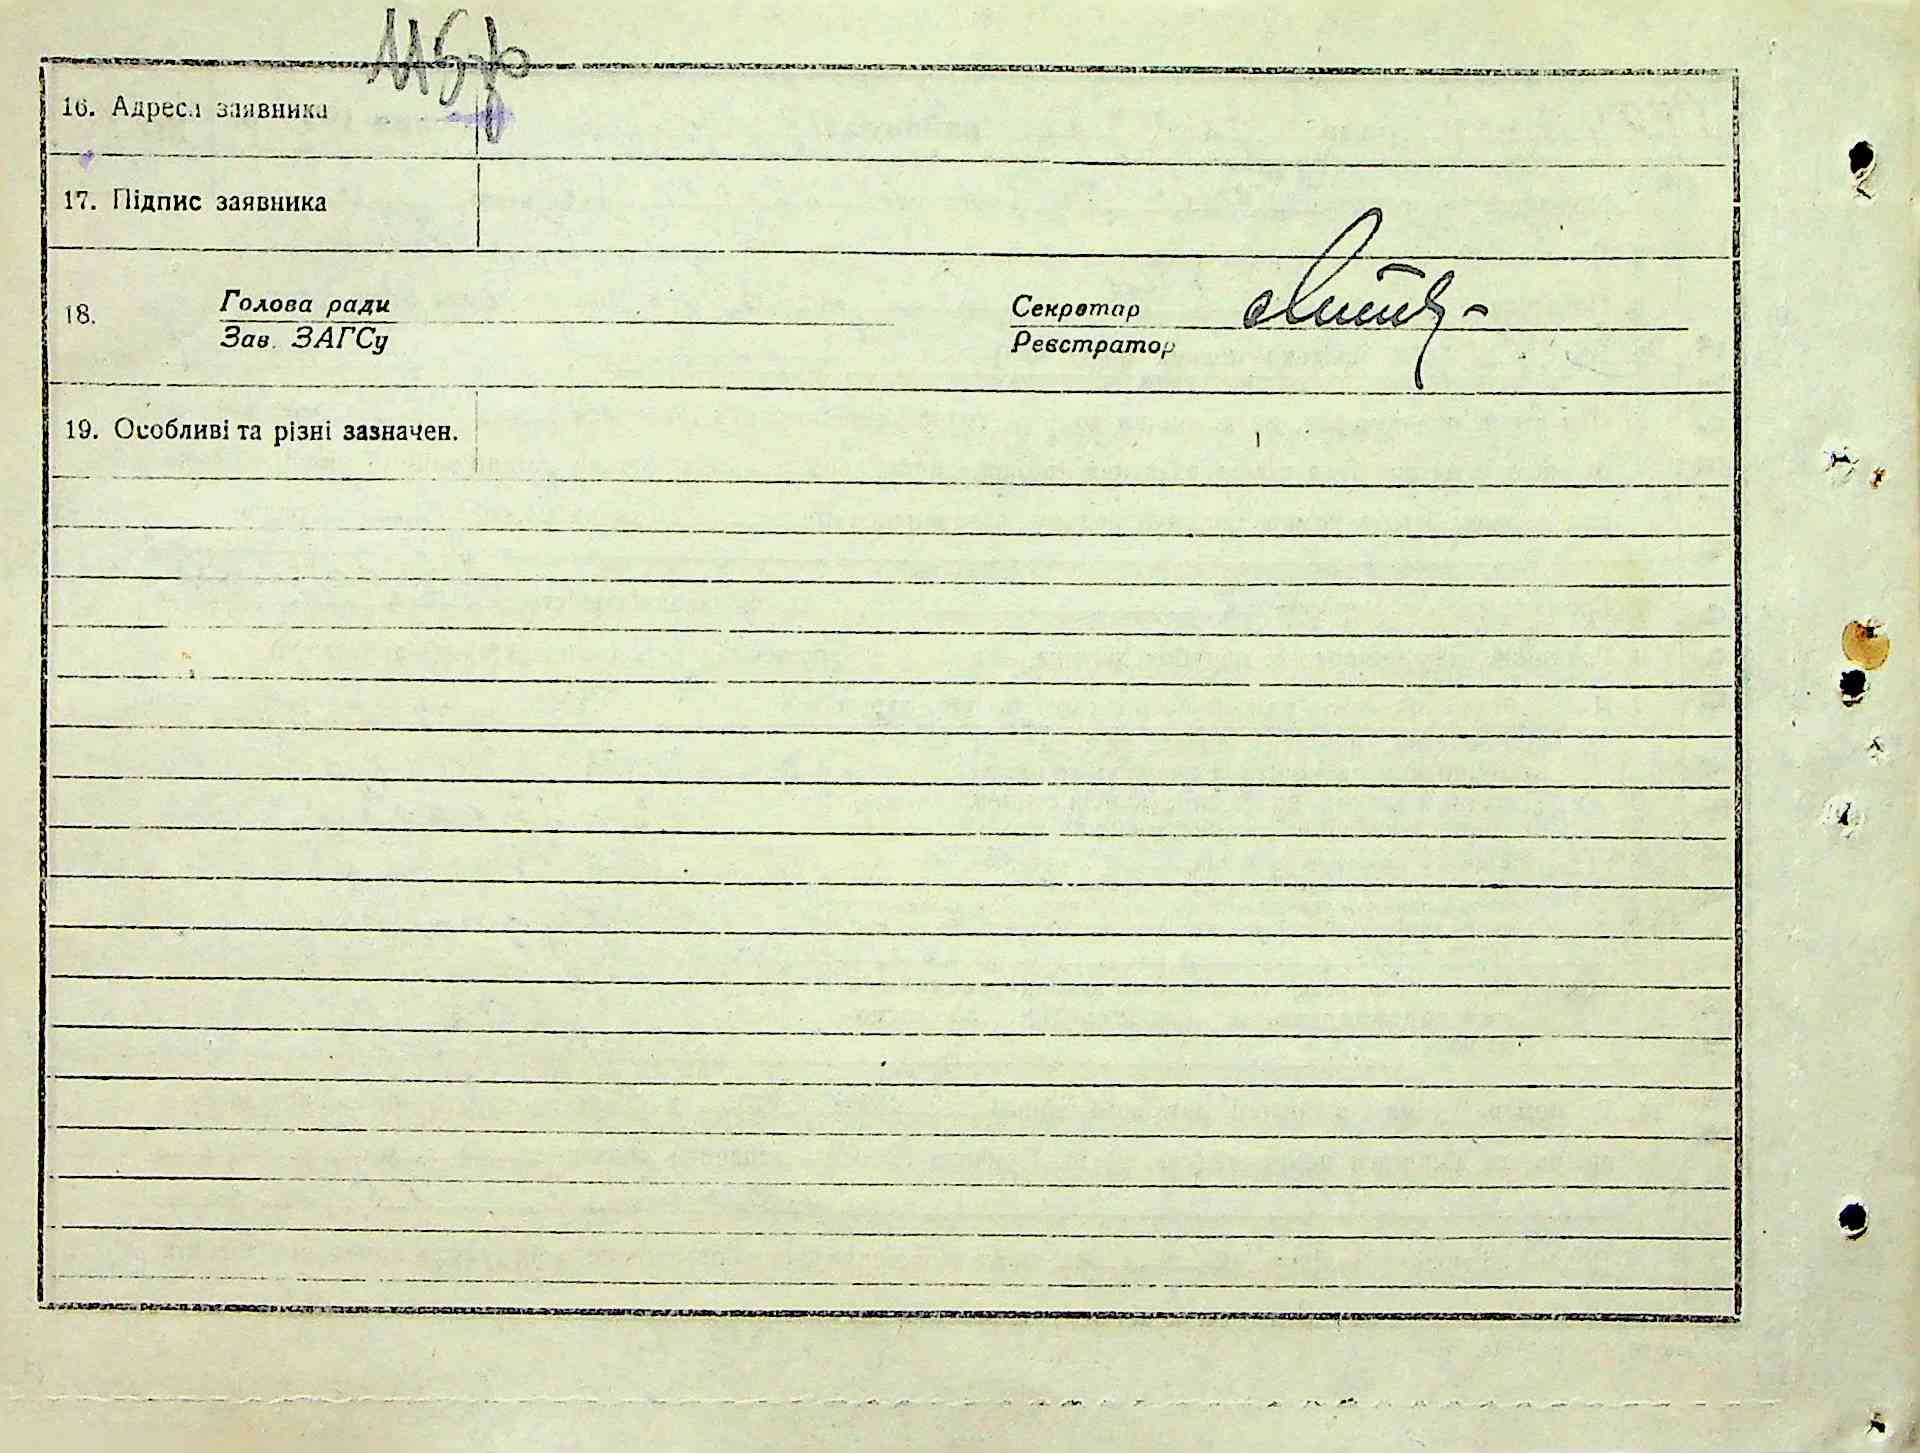 16. Адреса заявника
17. Підпис заявника
18. Голова ради Секретар
Зав. ЗАГСу Реєстратор
19. Особливі та різні зазначен.